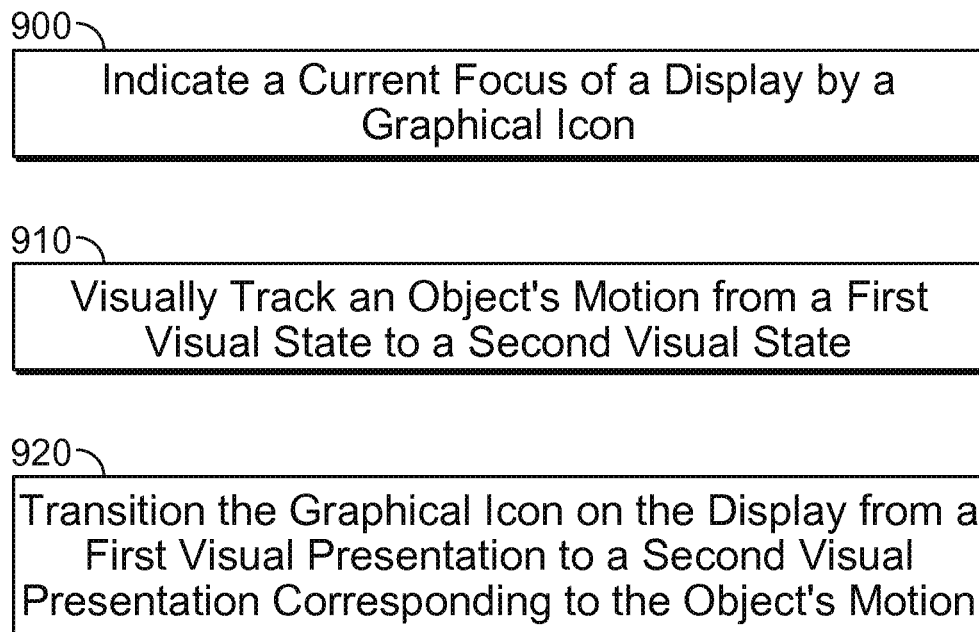 900
Indicate a Current Focus of a Display by a
Graphical Icon
910
Visually Track an Object's Motion from a First
Visual State to a Second Visual State
920
Transition the Graphical Icon on the Display from a
First Visual Presentation to a Second Visual
Presentation Corresponding to the Object's Motion